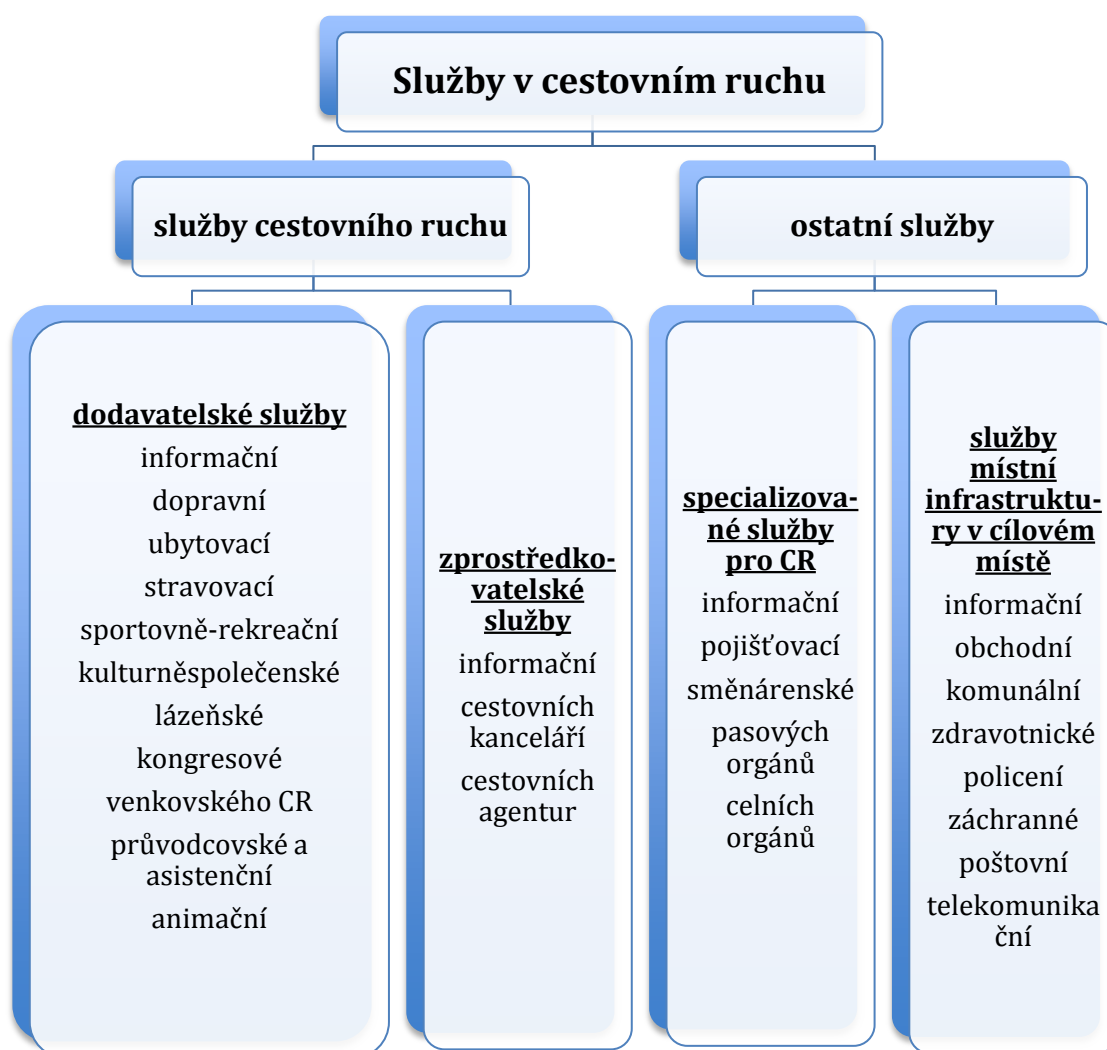 Služby v cestovním ruchu
služby cestovního ruchu
ostatní služby
dodavatelské služby
informační
dopravní
ubytovací
stravovací
sportovně-rekreační
kulturněspolečenské
lázeňské
kongresové
venkovského CR
průvodcovské a
asistenční
animační
zprostředko-
vatelské
služby
informační
cestovních
kanceláří
cestovních
agentur
specializova-
né služby
pro CR
informační
pojišťovací
směnárenské
pasových
orgánů
celních
orgánů
služby
místní
infrastruktu-
ry v cílovém
místě
informační
obchodní
komunální
zdravotnické
policení
záchranné
poštovní
telekomunika
ční